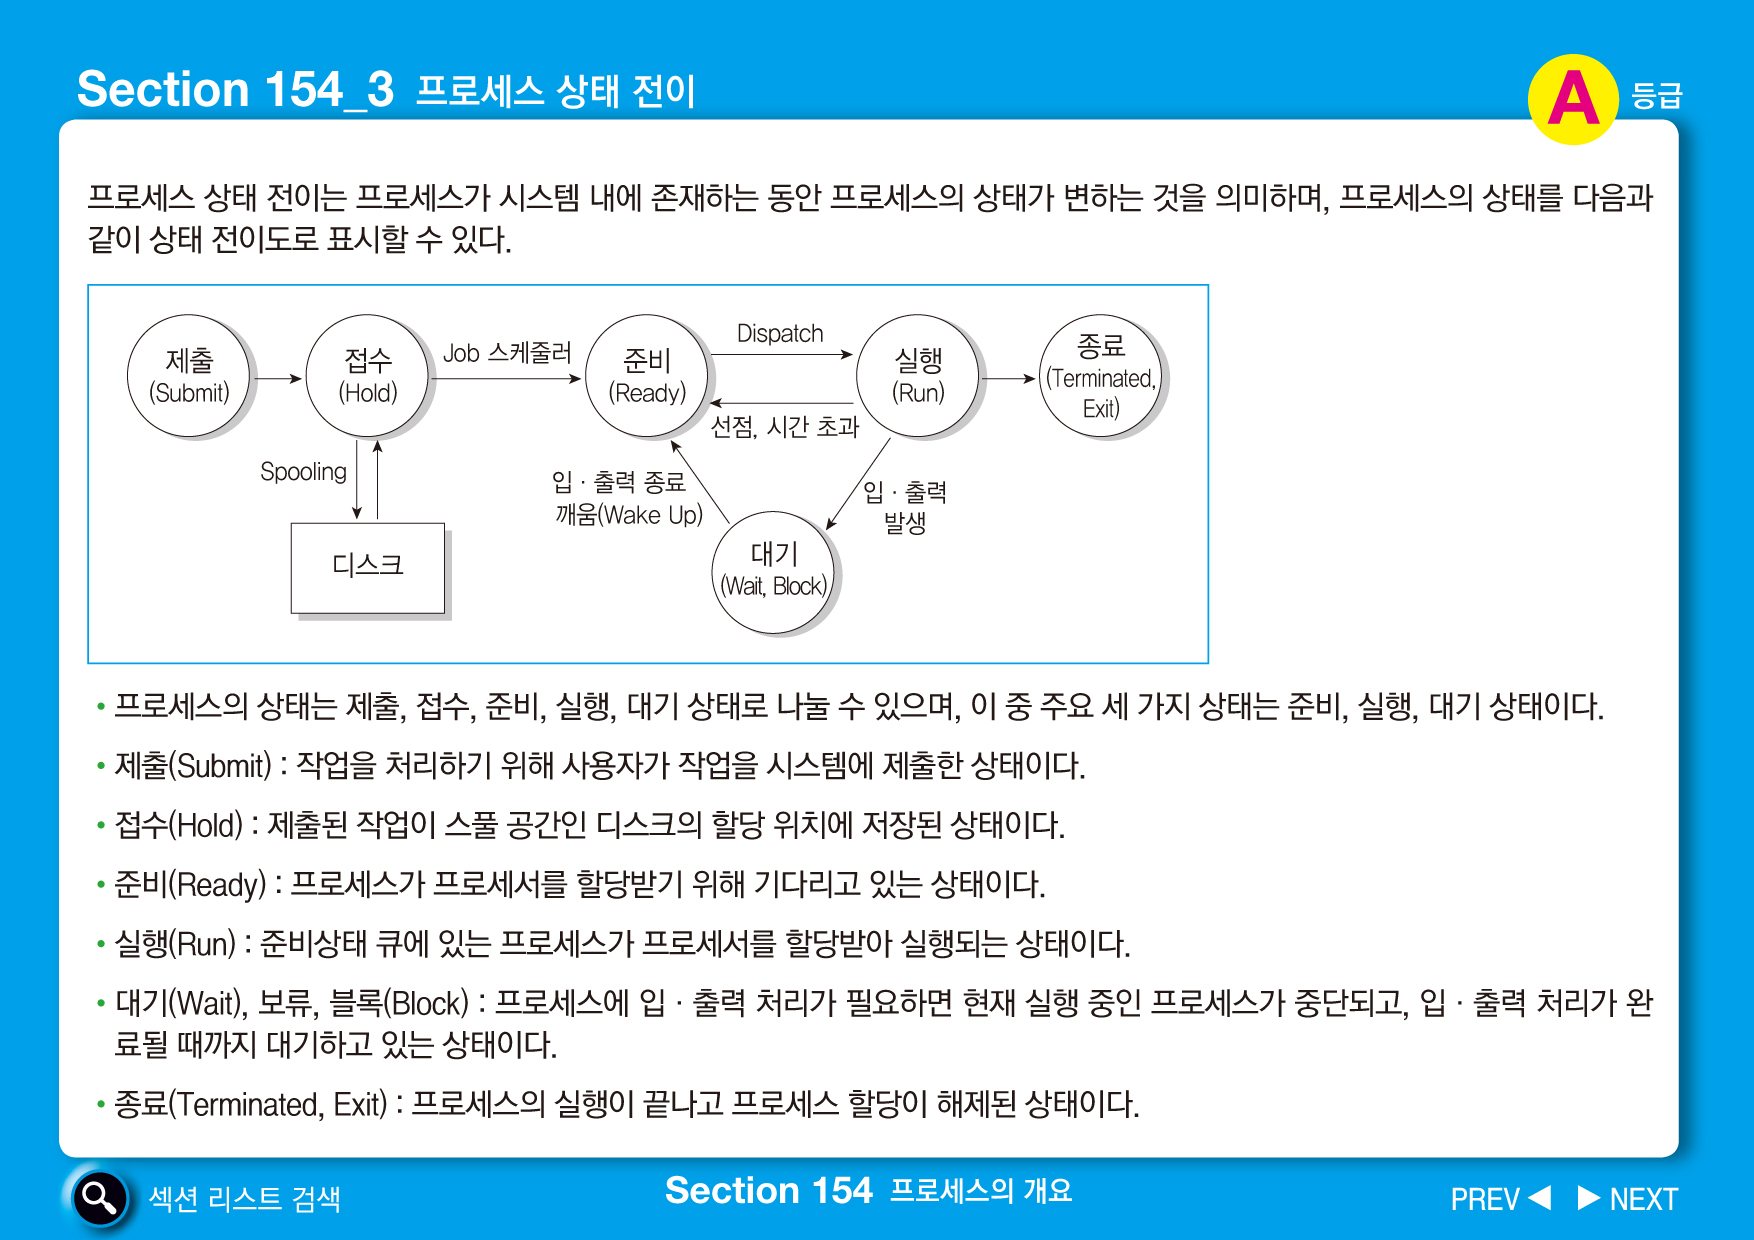 Section 154_3 프로세스 상태 전이
A 등급
프로세스 상태 전이는 프로세스가 시스템 내에 존재하는 동안 프로세스의 상태가 변하는 것을 의미하며, 프로세스의 상태를 다음과
같이 상태 전이도로 표시할 수 있다.
제출
(Submit)
접수
(Hold)
Job 스케줄러
준비
(Ready)
Dispatch
실행
(Run)
종료
(Terminated,
Exit)
선점, 시간 초과
Spooling
입 · 출력 종료
깨움(Wake Up)
입 · 출력
발생
디스크
대기
(Wait, Block)
• 프로세스의 상태는 제출, 접수, 준비, 실행, 대기 상태로 나눌 수 있으며, 이 중 주요 세 가지 상태는 준비, 실행, 대기 상태이다.
• 제출(Submit) : 작업을 처리하기 위해 사용자가 작업을 시스템에 제출한 상태이다.
• 접수(Hold) : 제출된 작업이 스풀 공간인 디스크의 할당 위치에 저장된 상태이다.
• 준비(Ready) : 프로세스가 프로세서를 할당받기 위해 기다리고 있는 상태이다.
• 실행(Run) : 준비상태 큐에 있는 프로세스가 프로세서를 할당받아 실행되는 상태이다.
• 대기(Wait), 보류, 블록(Block) : 프로세스에 입 · 출력 처리가 필요하면 현재 실행 중인 프로세스가 중단되고, 입 · 출력 처리가 완
료될 때까지 대기하고 있는 상태이다.
• 종료(Terminated, Exit) : 프로세스의 실행이 끝나고 프로세스 할당이 해제된 상태이다.
섹션 리스트 검색
Section 154 프로세스의 개요
PREV ◀ ▶ NEXT